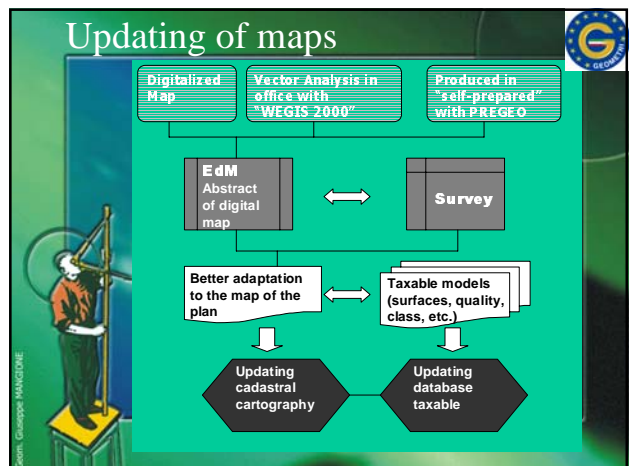 Updating of maps
GEOMETRI
Digitalized
Map
Vector Analysis in
office with
"WEGIS 2000"
Produced in
"self-prepared"
with PREGEO
EdM
Abstract
of digital
map
Survey
Better adaptation
to the map of the
plan
Taxable models
(surfaces, quality,
class, etc.)
Updating
cadastral
cartography
Updating
database
taxable
Geom. Giuseppe MANGIONE